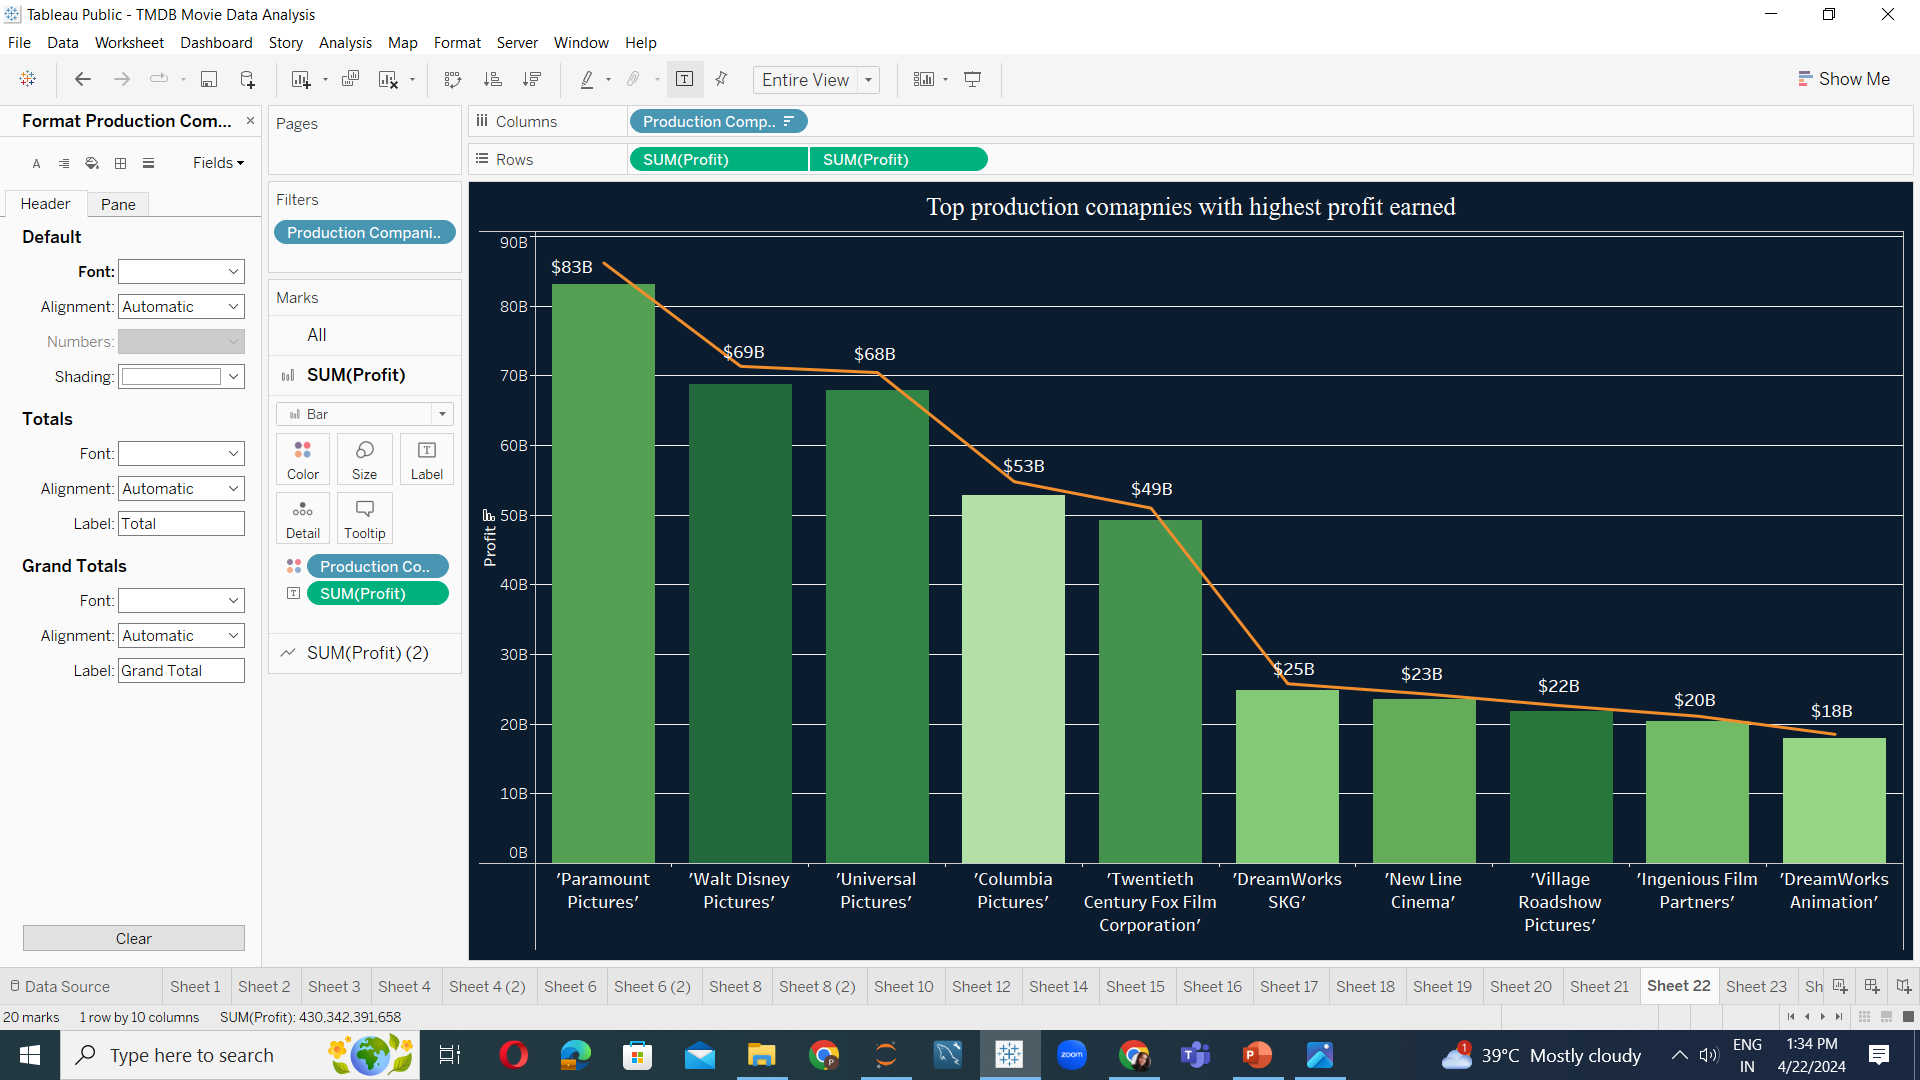 Tableau Public - TMDB Movie Data Analysis
File Data Worksheet Dashboard Story Analysis Map Format Server Window Help
Entire View
Show Me
Format Production Com...
Fields
Header Pane
Default
Font:
Alignment: Automatic
Numbers:
Shading:
Totals
Font:
Alignment: Automatic
Label: Total
Grand Totals
Font:
Alignment: Automatic
Label: Grand Total
Clear
Pages
Filters
Production Compani..
Marks
All
SUM(Profit)
Bar
Color Size Label
Detail Tooltip
Production Co..
SUM(Profit)
SUM(Profit) (2)
Columns Production Comp..
Rows SUM(Profit) SUM(Profit)
Top production comapnies with highest profit earned
Profit
90B
80B
70B
60B
50B
40B
30B
20B
10B
0B
$83B
$69B
$68B
$53B
$49B
$25B
$23B
$22B
$20B
$18B
'Paramount
Pictures'
'Walt Disney
Pictures'
'Universal
Pictures'
'Columbia
Pictures'
'Twentieth
Century Fox Film
Corporation'
'DreamWorks
SKG'
'New Line
Cinema'
'Village
Roadshow
Pictures'
'Ingenious Film
Partners'
'DreamWorks
Animation'
Data Source Sheet 1 Sheet 2 Sheet 3 Sheet 4 Sheet 4 (2) Sheet 6 Sheet 6 (2) Sheet 8 Sheet 8 (2) Sheet 10 Sheet 12 Sheet 14 Sheet 15 Sheet 16 Sheet 17 Sheet 18 Sheet 19 Sheet 20 Sheet 21 Sheet 22 Sheet 23 Sh
20 marks 1 row by 10 columns SUM(Profit): 430,342,391,658
Type here to search
zoom
1
39°C Mostly cloudy
ENG
IN
1:34 PM
4/22/2024